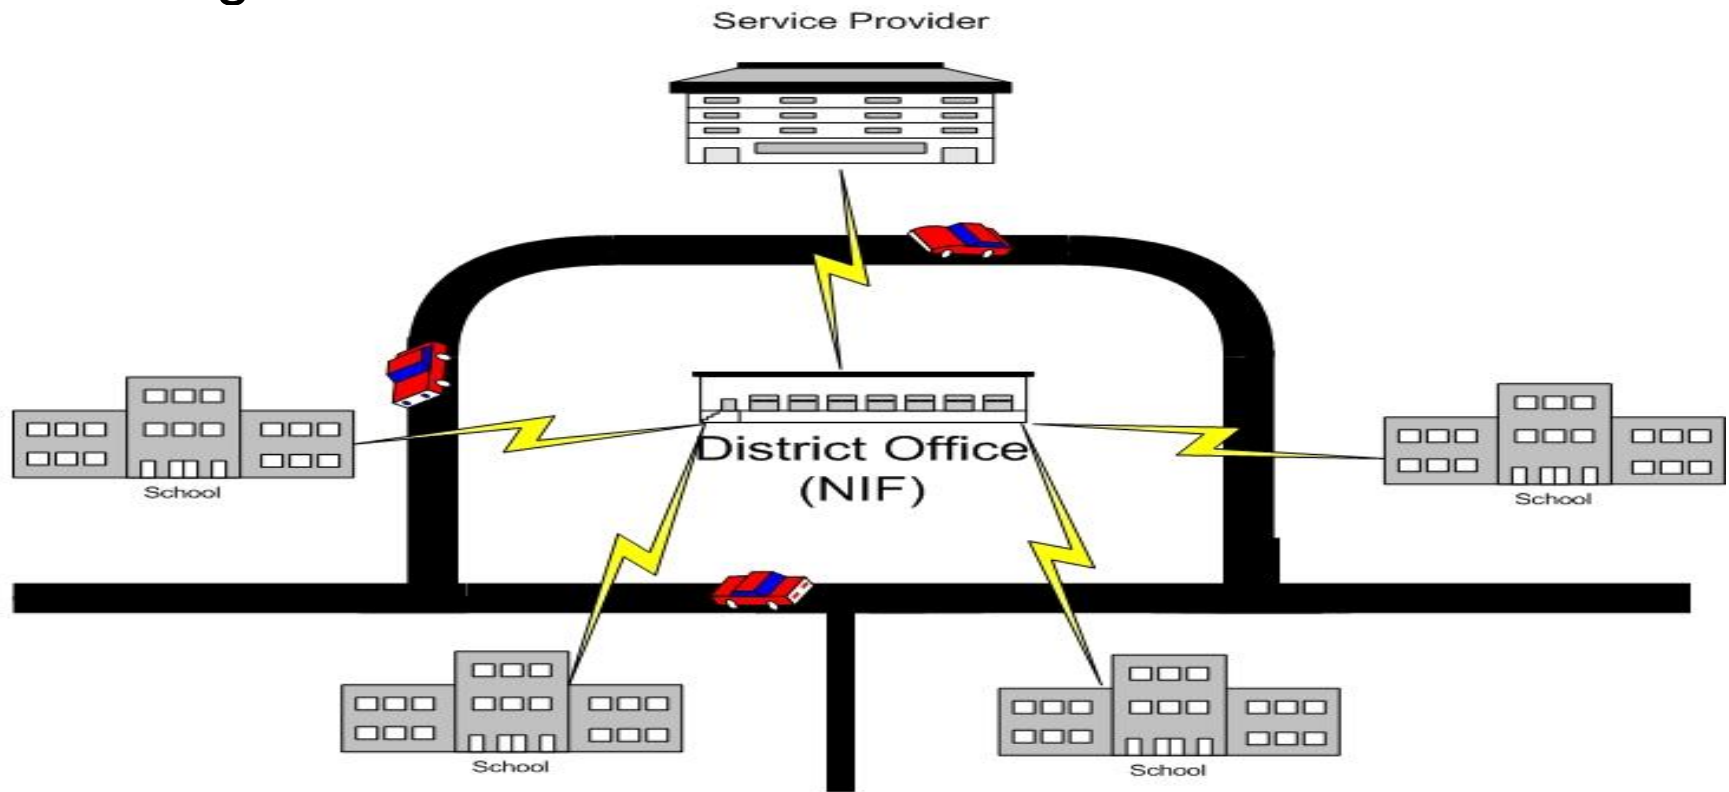 Service Provider
District Office
(NIF)
School
School
School
School